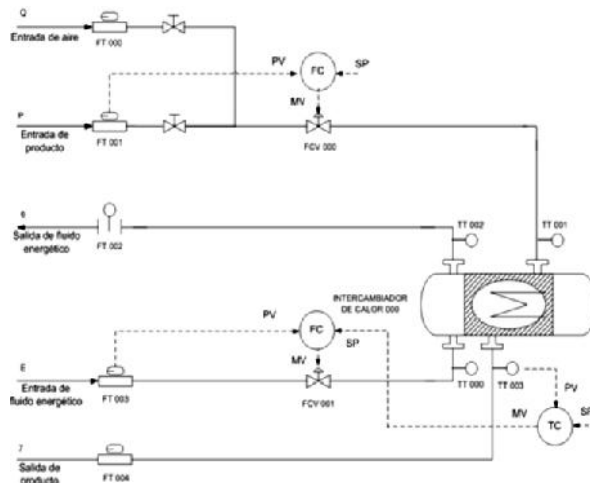 Q
Entrada de aire
FT 000
PV
FC
SP
MV
P
Entrada de
producto
FT 001
FCV 000
6
Salida de fluido
energético
FT 002
TT 002
TT 001
INTERCAMBIADOR
DE CALOR 000
PV
FC
SP
MV
E
Entrada de
fluido energético
FT 003
FCV 001
TT 000
TT 003
PV
MV
SP
TC
7
Salida de
producto
FT 004